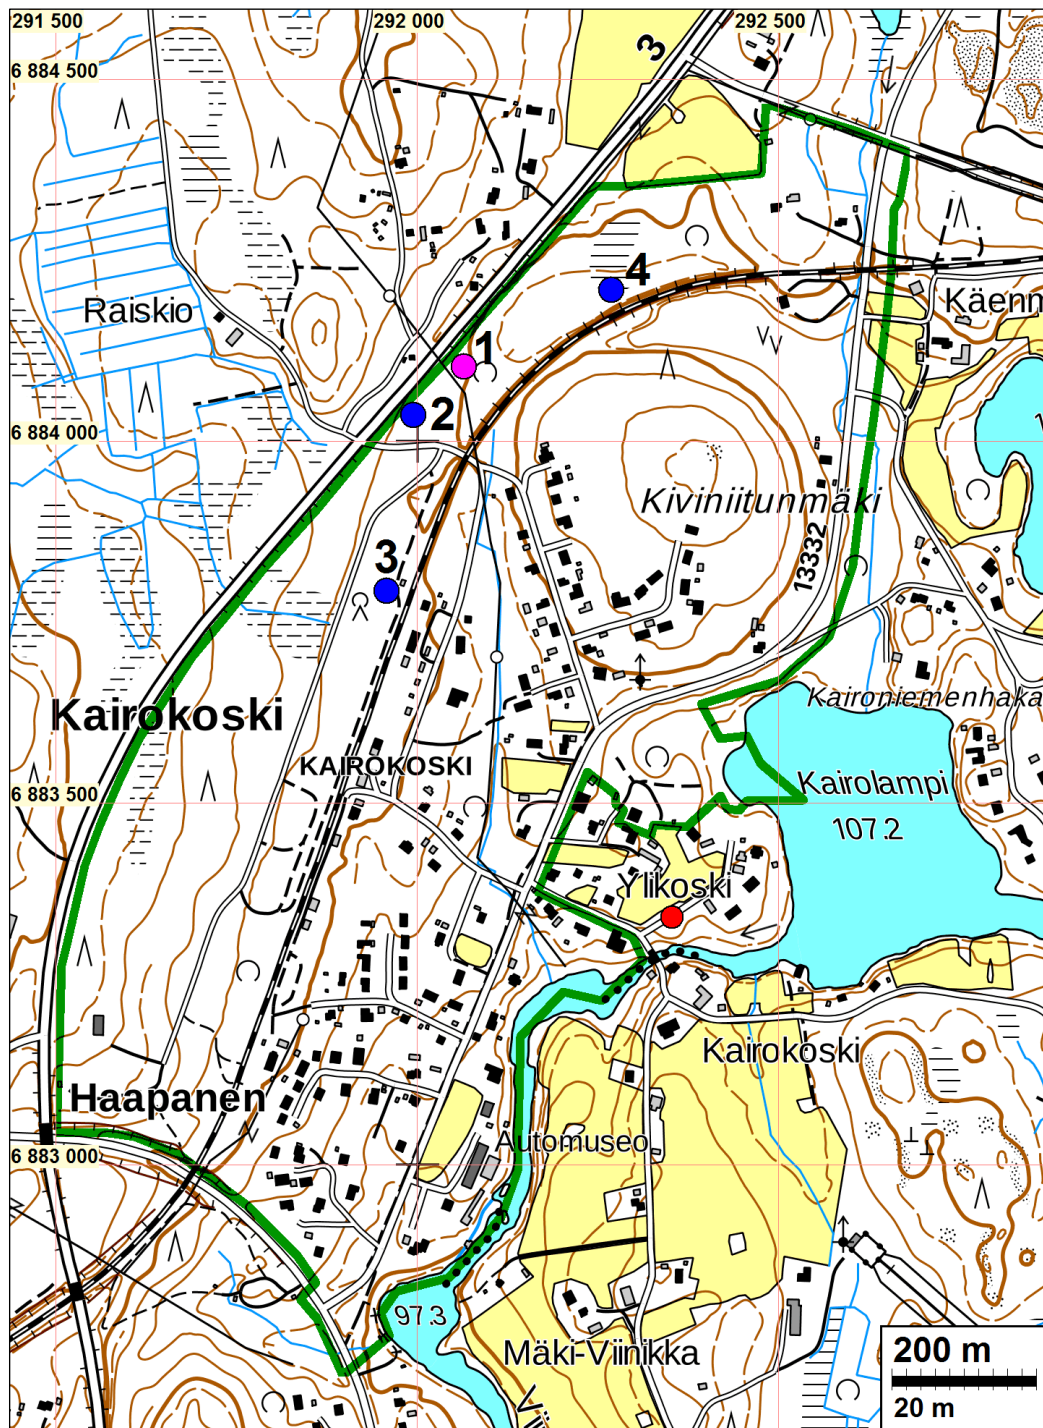 291 500
292 000
292 500
3
6 884 500
4
Raiskio
Käenm
1
2
6 884 000
Kiviniitunmäki
13332
3
Kaironiemenhaka
Kairokoski
KAIROKOSKI
Kairolampi
6 883 500
107.2
Ylikoski
Kairokoski
Haapanen
Automuseo
6 883 000
97.3
Mäki-Viinikka
200 m
20 m